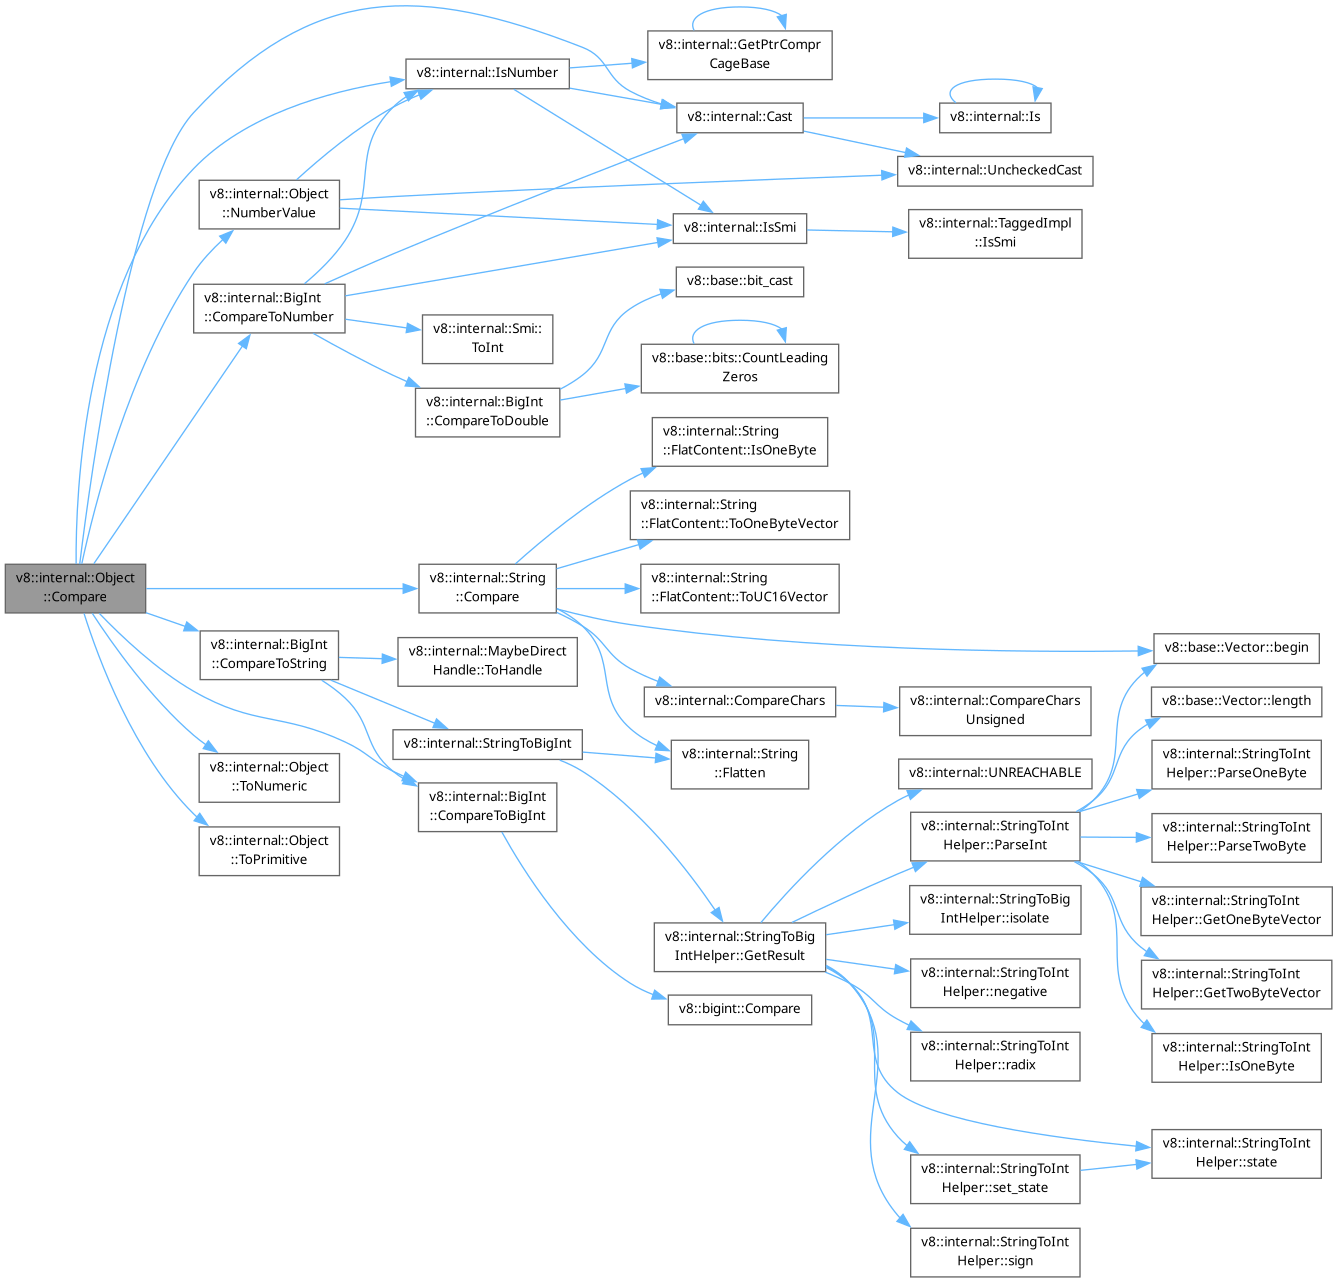 v8::internal::Object
::Compare
v8::internal::Object
::NumberValue
v8::internal::BigInt
::CompareToNumber
v8::internal::BigInt
::CompareToString
v8::internal::Object
::ToNumeric
v8::internal::Object
::ToPrimitive
v8::internal::IsNumber
v8::internal::Smi::
ToInt
v8::internal::BigInt
::CompareToDouble
v8::internal::String
::Compare
v8::internal::MaybeDirect
Handle::ToHandle
v8::internal::StringToBigInt
v8::internal::BigInt
::CompareToBigInt
v8::internal::GetPtrCompr
CageBase
v8::internal::Cast
v8::internal::IsSmi
v8::base::bit_cast
v8::base::bits::CountLeading
Zeros
v8::internal::String
::FlatContent::IsOneByte
v8::internal::String
::FlatContent::ToOneByteVector
v8::internal::String
::FlatContent::ToUC16Vector
v8::internal::CompareChars
v8::internal::String
::Flatten
v8::internal::StringToBig
IntHelper::GetResult
v8::bigint::Compare
v8::internal::Is
v8::internal::UncheckedCast
v8::internal::TaggedImpl
::IsSmi
v8::internal::CompareChars
Unsigned
v8::internal::UNREACHABLE
v8::internal::StringToInt
Helper::ParseInt
v8::internal::StringToBig
IntHelper::isolate
v8::internal::StringToInt
Helper::negative
v8::internal::StringToInt
Helper::radix
v8::internal::StringToInt
Helper::set_state
v8::internal::StringToInt
Helper::sign
v8::base::Vector::begin
v8::base::Vector::length
v8::internal::StringToInt
Helper::ParseOneByte
v8::internal::StringToInt
Helper::ParseTwoByte
v8::internal::StringToInt
Helper::GetOneByteVector
v8::internal::StringToInt
Helper::GetTwoByteVector
v8::internal::StringToInt
Helper::IsOneByte
v8::internal::StringToInt
Helper::state